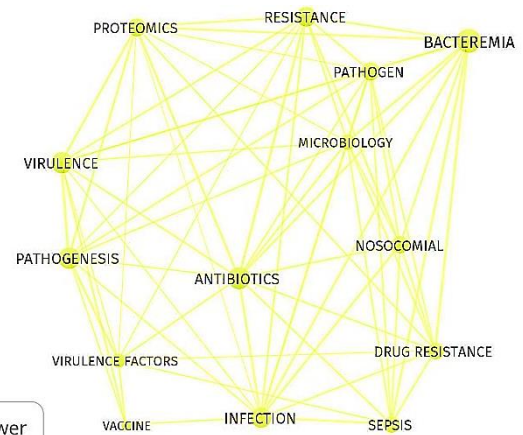 RESISTANCE
PROTEOMICS
BACTEREMIA
PATHOGEN
MICROBIOLOGY
VIRULENCE
NOSOCOMIAL
PATHOGENESIS
ANTIBIOTICS
DRUG RESISTANCE
VIRULENCE FACTORS
INFECTION
VACCINE
SEPSIS
wer